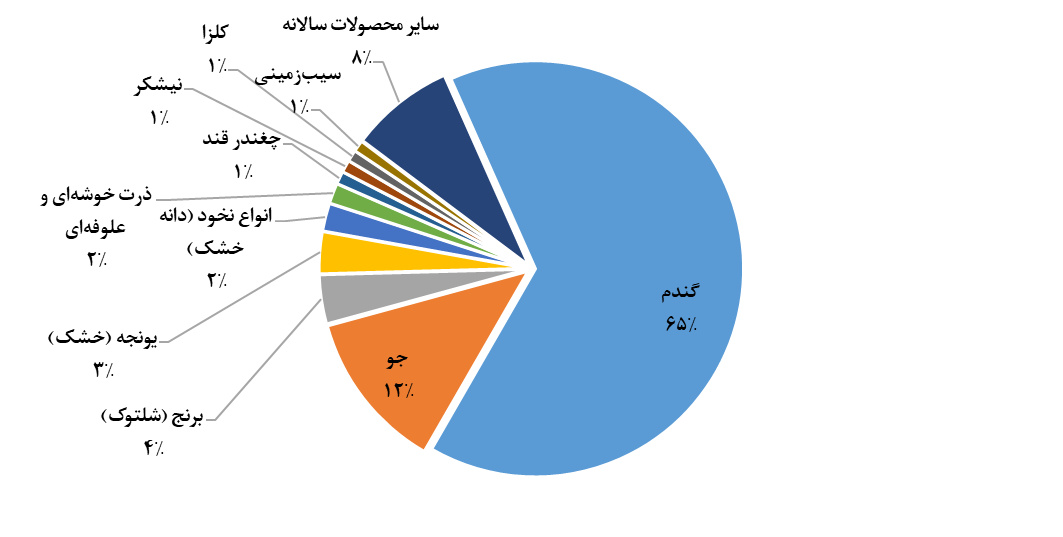 سایر محصولات سالانه
۸٪
کلزا
۱٪
سیب‌زمینی
۱٪
نیشکر
۱٪
چغندر قند
۱٪
ذرت خوشه‌ای و
علوفه‌ای
۲٪
انواع نخود (دانه
خشک)
۲٪
یونجه (خشک)
۳٪
برنج (شلتوک)
۴٪
جو
۱۲٪
گندم
۶۵٪